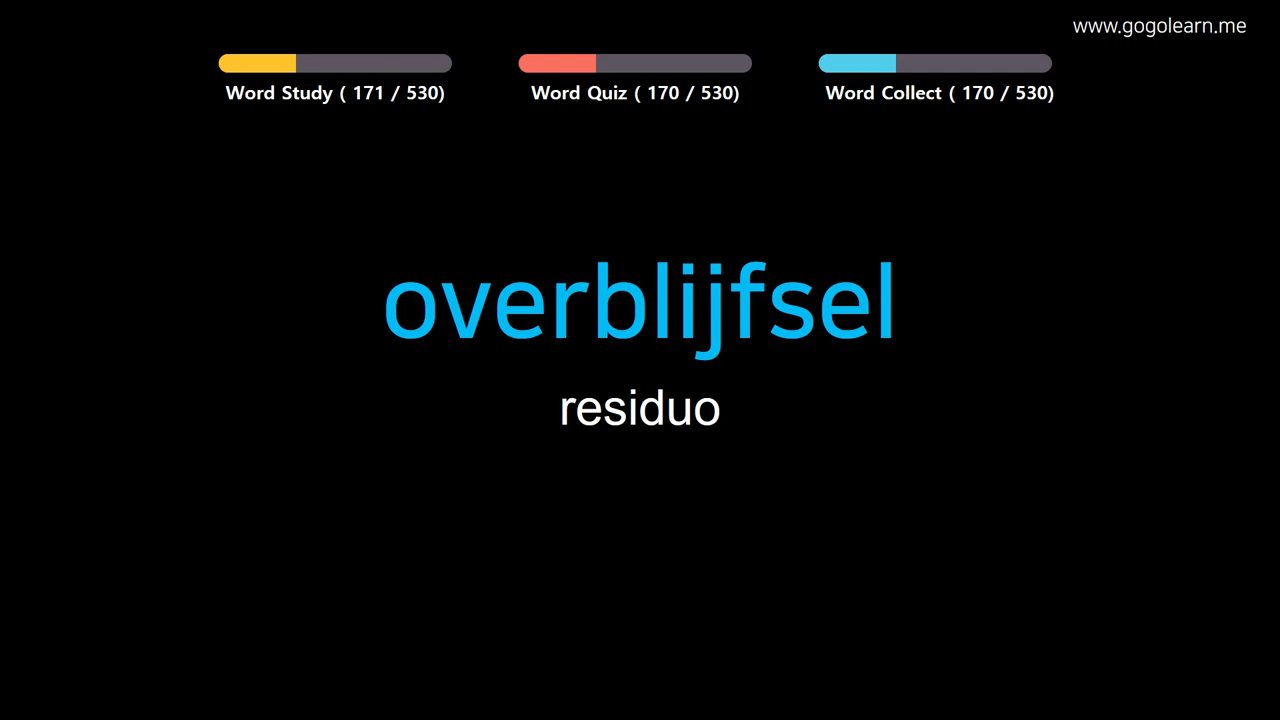 www.gogolearn.me
Word Study ( 171 / 530)
Word Quiz ( 170 / 530)
Word Collect ( 170 / 530)
overblijfsel
residuo